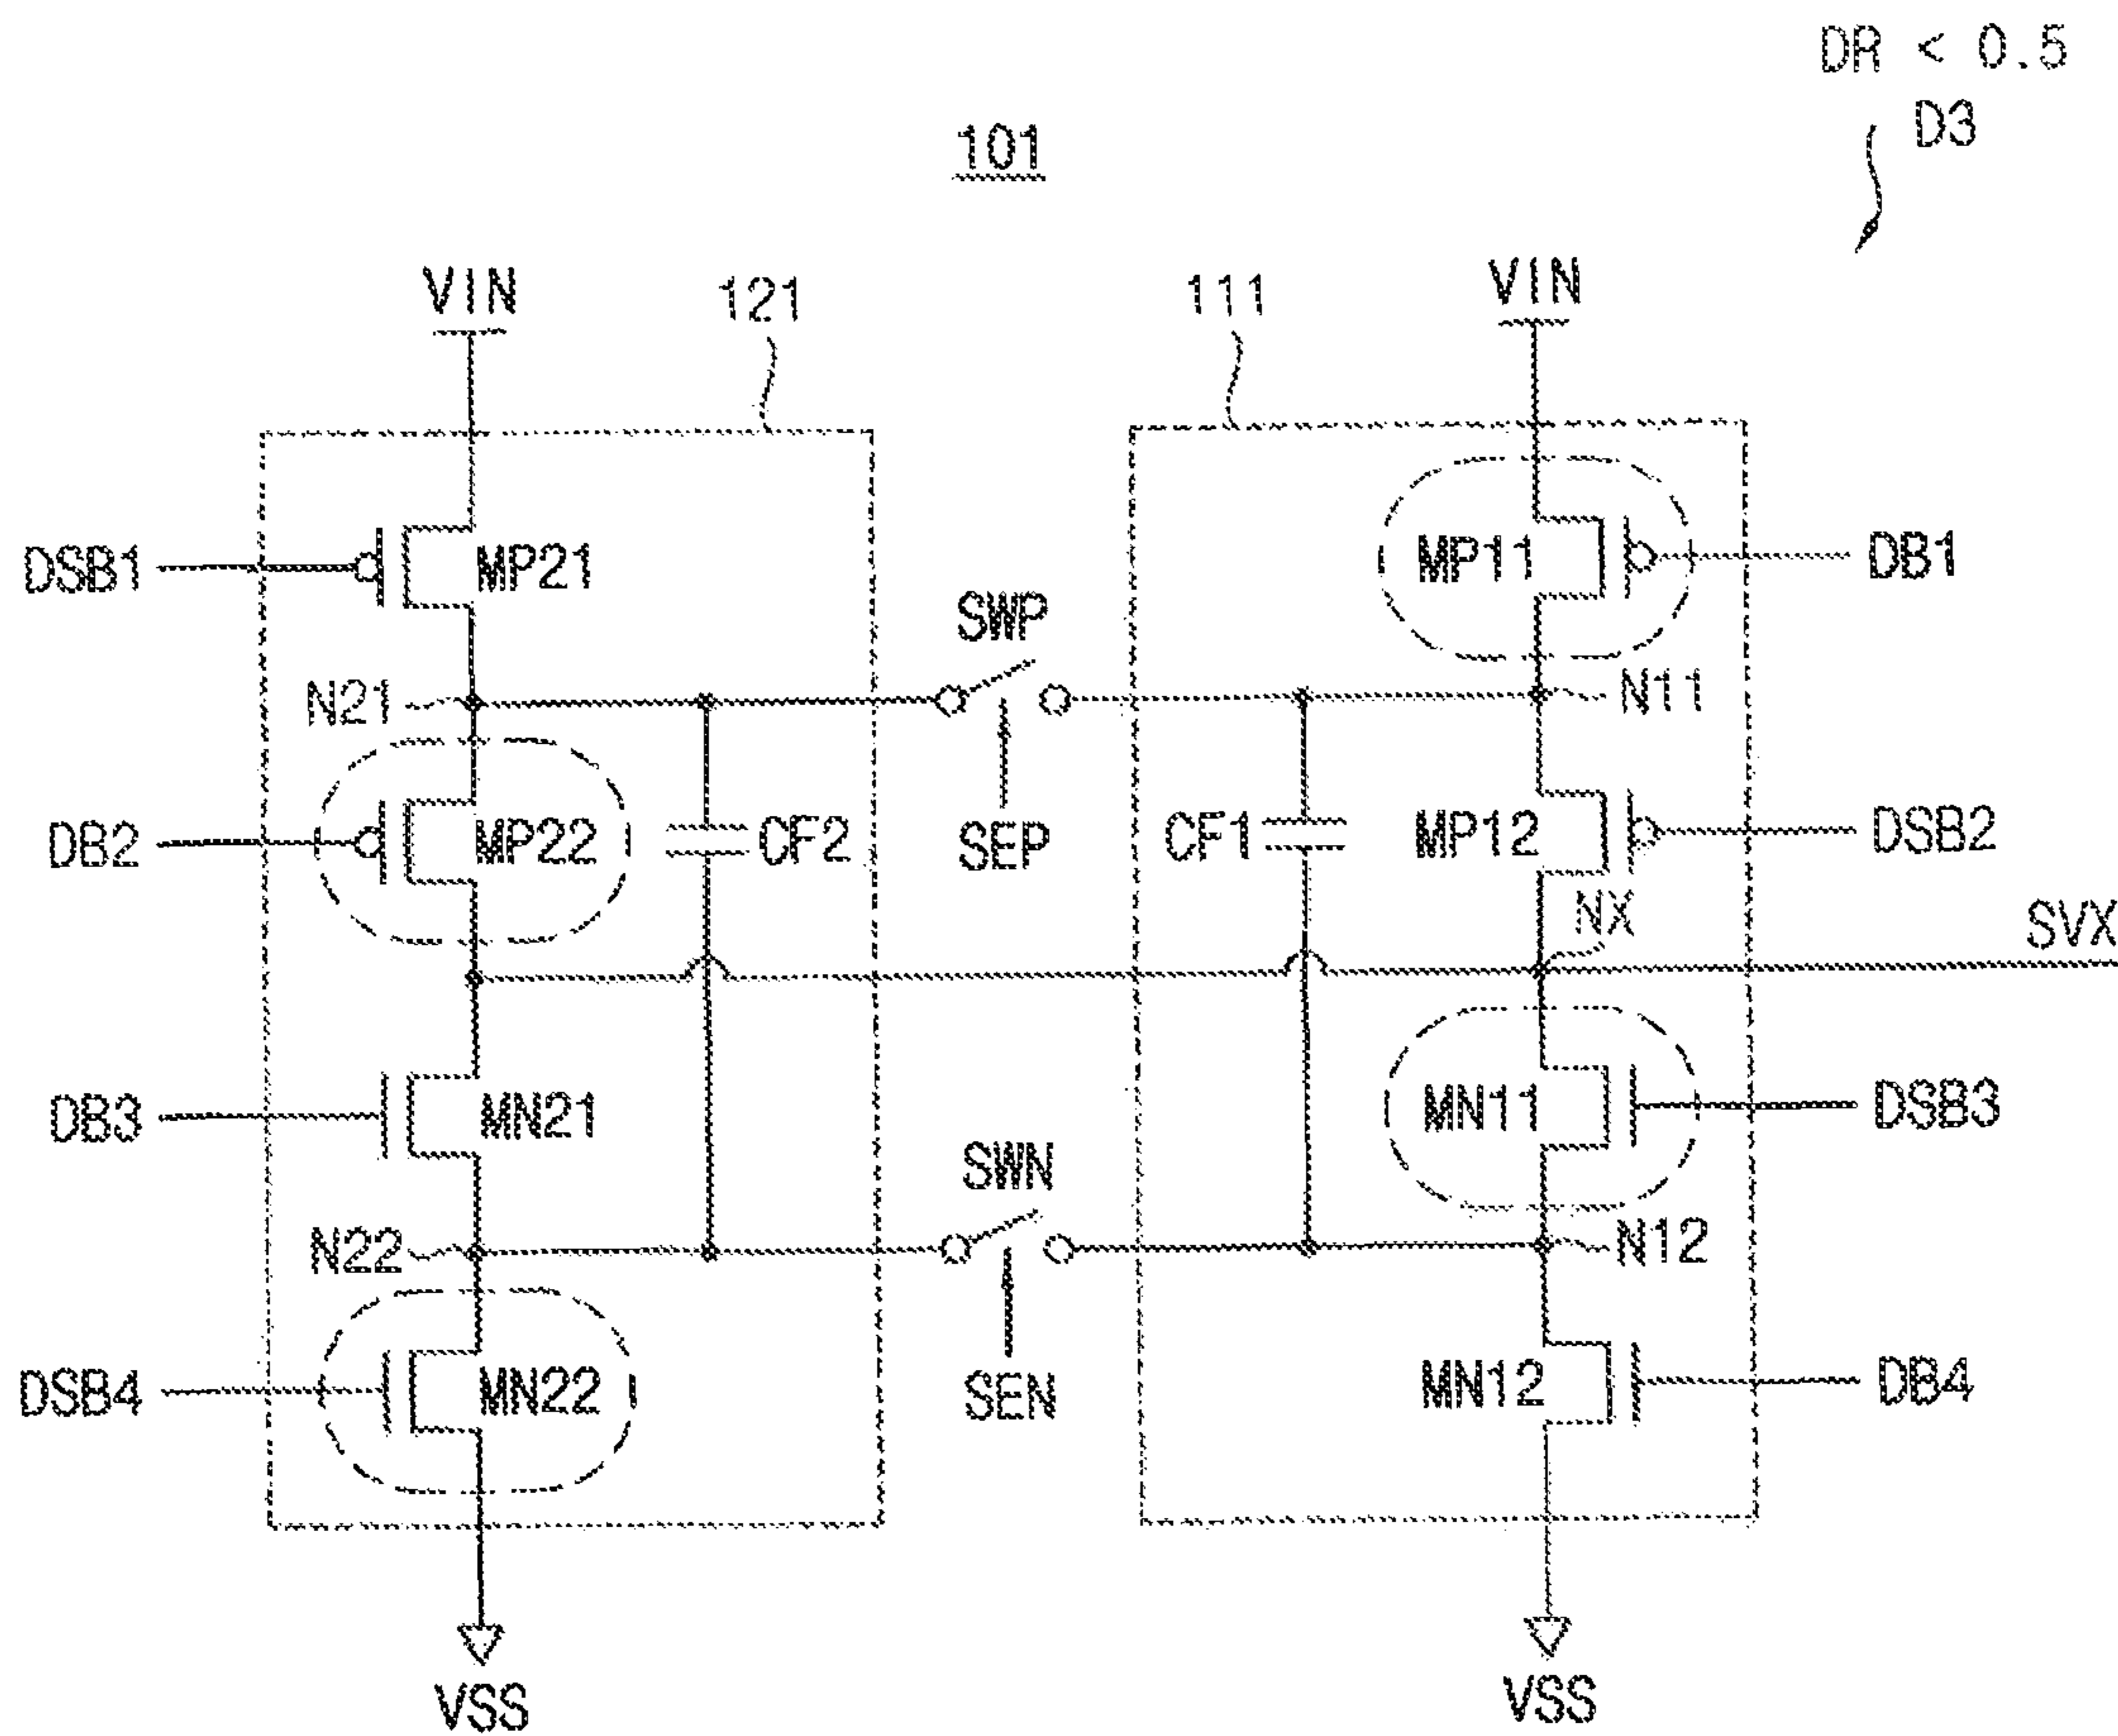 DR < 0.5
D3
101
VIN
121
111
VIN
DSB1
MP21
MP11
DB1
SWP
N21
N11
DB2
MP22
CF2
SEP
CF1
MP12
DSB2
NX
SVX
DB3
MN21
MN11
DSB3
SWN
N22
N12
DSB4
MN22
SEN
MN12
DB4
VSS
VSS